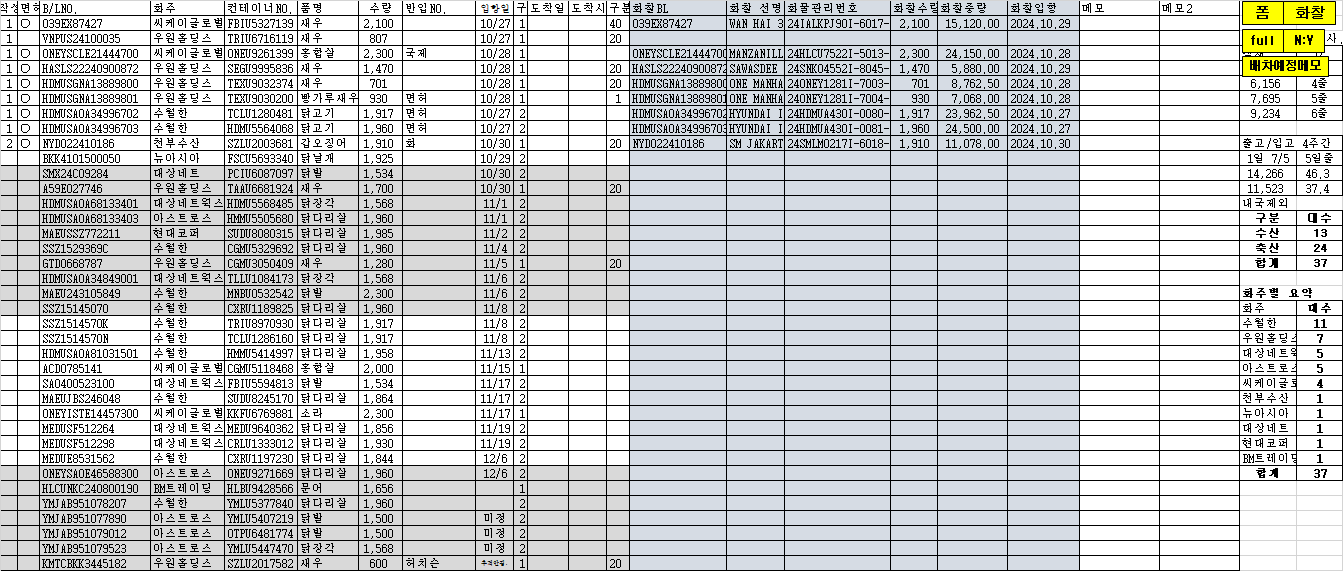 작성 면허 B/LNO. 화주 컨테이너NO. 품명 수량 반입NO. 입항일 구 도착일 도착시 구분 화찰BL 화찰 선명 화물관리번호 화찰수량 화찰중량 화찰입항 메모 메모2 폼 화찰
1 039EX87427 씨케이글로벌 FBIU5327139 새우 2,100 10/27 1 40 039EX87427 WAN HAI 3 24IALKPJ90I-6017- 2,100 15,120.00 2024.10.29
1 VNPUS24100035 우원홀딩스 TRIU6716119 새우 807 10/27 1 20 full N:Y
1 ○ ONEYSCLE21444700 씨케이글로벌 ONEU9261399 홍합살 2,300 국제 10/28 1 ONEYSCLE21444700 MANZANILL 24HLCU7522I-5013- 2,300 24,150.00 2024.10.28
1 ○ HASLS22240900872 우원홀딩스 SEGU9995836 새우 1,470 10/28 1 20 HASLS22240900872 SAWASDEE 24SNKO4552I-8045- 1,470 5,880.00 2024.10.28 배차예정메모
1 ○ HDMUSGNA13889800 우원홀딩스 TEXU9032374 새우 701 10/28 1 20 HDMUSGNA13889800 ONE MANHA 24ONEY1281I-7003- 701 8,762.50 2024.10.28 6,156 4줄
1 ○ HDMUSGNA13889801 우원홀딩스 TEXU9030200 빵가루새우 930 면허 10/28 1 1 HDMUSGNA13889801 ONE MANHA 24ONEY1281I-7004- 930 7,068.00 2024.10.28 7,695 5줄
1 ○ HDMUSAOA34996702 수월한 TCLU1280481 닭고기 1,917 면허 10/27 2 HDMUSAOA34996702 HYUNDAI I 24HDMUA430I-0080- 1,917 23,962.50 2024.10.27 9,234 6줄
1 ○ HDMUSAOA34996703 수월한 HDMU5564068 닭고기 1,960 면허 10/27 2 HDMUSAOA34996703 HYUNDAI I 24HDMUA430I-0081- 1,960 24,500.00 2024.10.27
2 ○ NYD022410186 천부수산 SZLU2003681 갑오징어 1,910 화 10/30 1 20 NYD022410186 SM JAKART 24SMLM0217I-6018- 1,910 11,078.00 2024.10.30 출고/입고 4주간
BKK4101500050 뉴아시아 FSCU5693340 닭날개 1,925 10/29 2 1일 7/5 5일줄
SMX24C09284 대상네트 PCIU6087097 닭발 1,534 10/30 2 14,266 46.3
A59E027746 우원홀딩스 TAAU6681924 새우 1,700 10/30 1 20 11,523 37.4
HDMUSAOA68133401 대상네트웍스 HDMU5568485 닭장각 1,568 11/1 2 내국제외
HDMUSAOA68133403 아스트로스 HMMU5505680 닭다리살 1,960 11/1 2 구분 대수
MAEUSSZ772211 현대코퍼 SUDU8080315 닭다리살 1,985 11/2 2 수산 13
SSZ1529369C 수월한 CGMU5329692 닭다리살 1,960 11/4 2 축산 24
GTD0668787 우원홀딩스 CGMU3050409 새우 1,280 11/5 1 20 합계 37
HDMUSAOA34849001 대상네트웍스 TLLU1084173 닭장각 1,568 11/6 2
MAEU243105849 수월한 MNBU0532542 닭발 2,300 11/6 2 화주별 요약
SSZ15145070 수월한 CXRU1189825 닭다리살 1,960 11/8 2 화주 대수
SSZ1514570K 수월한 TRIU8970930 닭다리살 1,917 11/8 2 수월한 11
SSZ1514570N 수월한 TCLU1286160 닭다리살 1,917 11/8 2 우원홀딩스 7
HDMUSAOA81031501 수월한 HMMU5414997 닭다리살 1,958 11/13 2 대상네트웍 5
ACD0785141 씨케이글로벌 CGMU5118468 홍합살 2,000 11/15 1 아스트로스 5
SAO400523100 대상네트웍스 FBIU5594813 닭발 1,534 11/17 2 씨케이글로 4
MAEUJBS246048 수월한 SUDU8245170 닭다리살 1,864 11/17 2 천부수산 1
ONEYISTE14457300 씨케이글로벌 KKFU6769881 소라 2,300 11/17 1 뉴아시아 1
MEDUSF512264 대상네트웍스 MEDU9640362 닭다리살 1,856 11/19 2 대상네트 1
MEDUSF512298 대상네트웍스 CRLU1333012 닭다리살 1,930 11/19 2 현대코퍼 1
MEDUE8531562 수월한 CXRU1197230 닭다리살 1,844 12/6 2 BM트레이딩 1
ONEYSAOE46588300 아스트로스 ONEU9271669 닭다리살 1,960 12/6 2 합계 37
HLCUNKC240800190 BM트레이딩 HLBU9428566 문어 1,656 1
YMJAB951078207 수월한 YMLU5377840 닭다리살 1,960 2
YMJAB951077890 아스트로스 YMLU5407219 닭발 1,500 미정 2
YMJAB951079012 아스트로스 OTPU6481774 닭발 1,500 미정 2
YMJAB951079523 아스트로스 YMLU5447470 닭장각 1,568 미정 2
KMTCBKK3445182 우원홀딩스 SZLU2017582 새우 600 허치슨 1 20